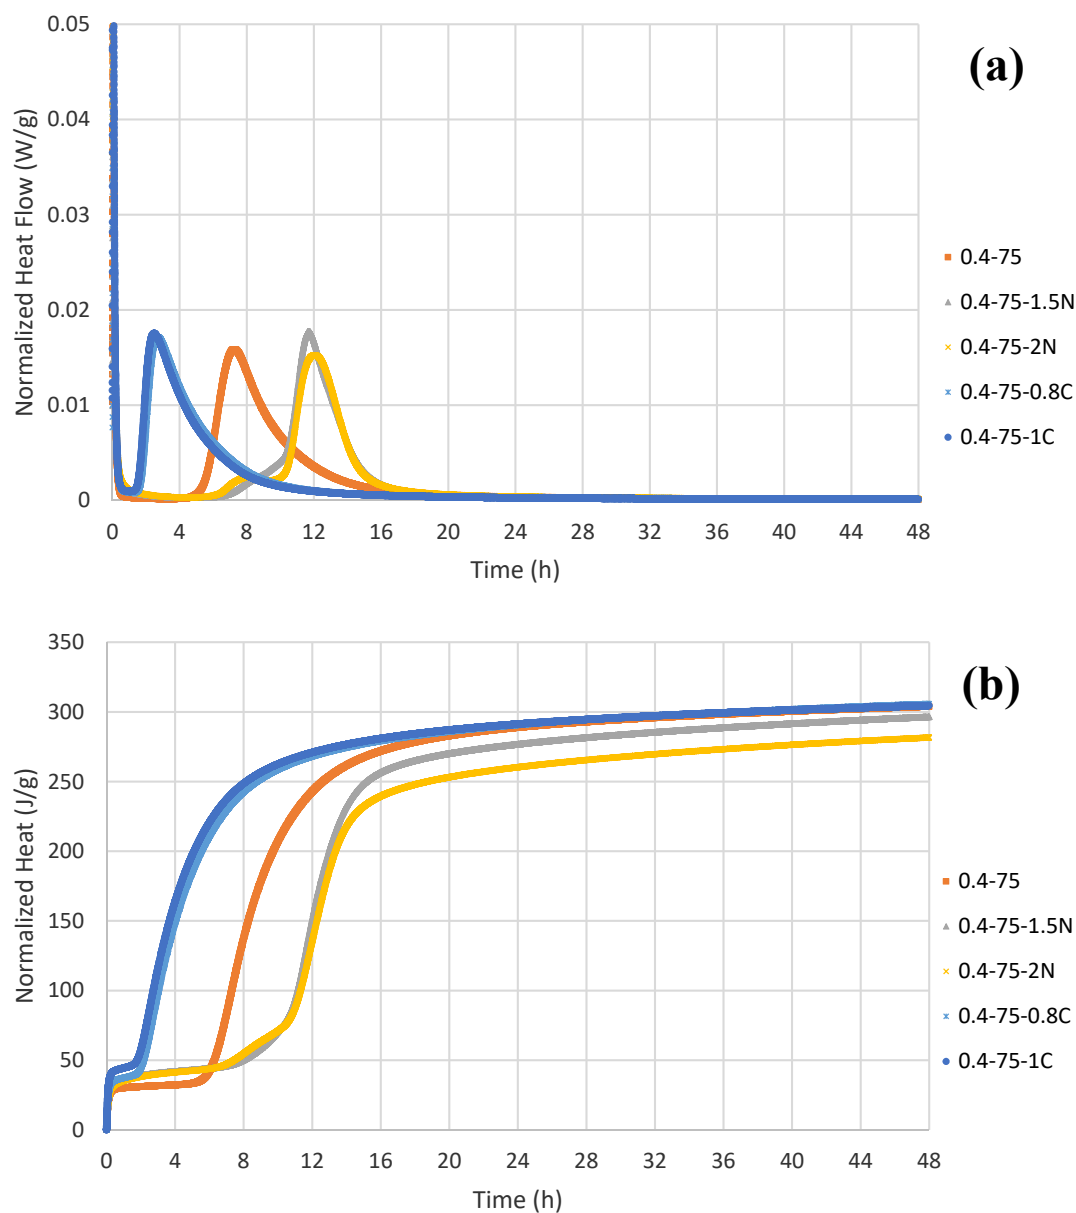 (a)
Normalized Heat Flow (W/g)
0.05
0.04
0.03
0.02
0.01
0
0 4 8 12 16 20 24 28 32 36 40 44 48
Time (h)
0.4-75
0.4-75-1.5N
0.4-75-2N
0.4-75-0.8C
0.4-75-1C
(b)
Normalized Heat (J/g)
350
300
250
200
150
100
50
0
0 4 8 12 16 20 24 28 32 36 40 44 48
Time (h)
0.4-75
0.4-75-1.5N
0.4-75-2N
0.4-75-0.8C
0.4-75-1C